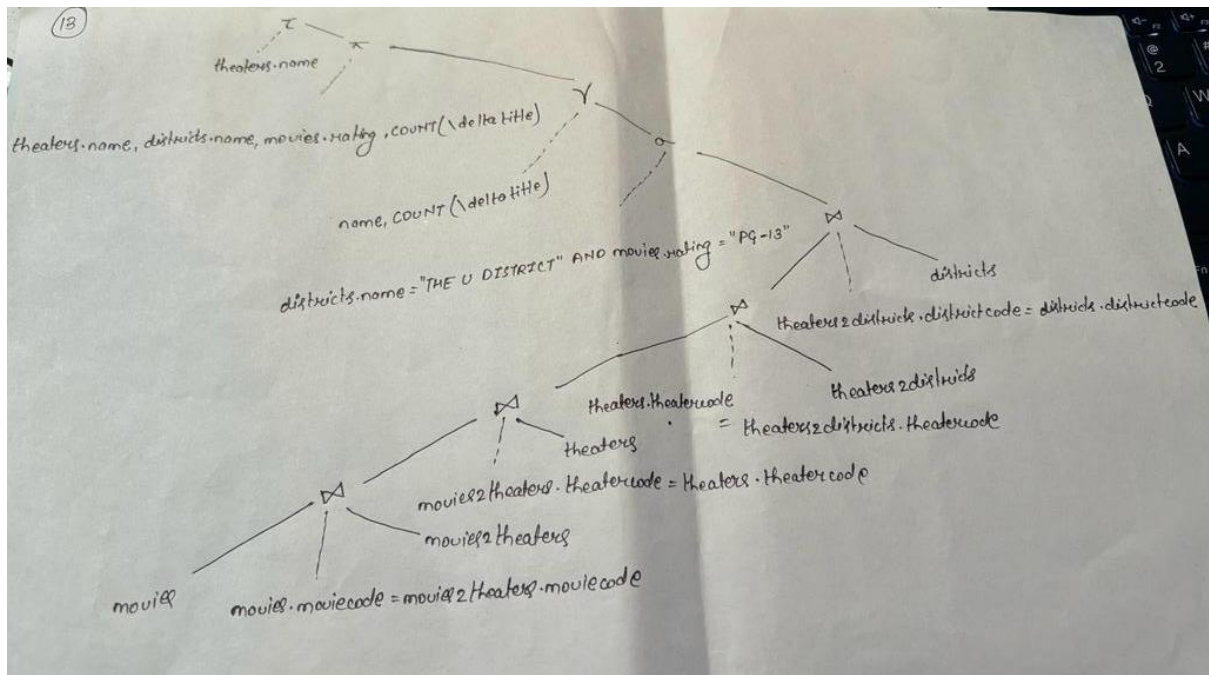 13
τ
π
theaters.name
γ
theaters.name, districts.name, movies.rating, COUNT(\delta title)
σ
name, COUNT(\delta title)
⋈
districts.name = "THE U DISTRICT" AND movies.rating = "PG-13"
districts
⋈
theaters2districts.districtcode = districts.districtcode
theaters2districts
⋈
theaters.theatercode
= theaters2districts.theatercode
theaters
movies2theaters.theatercode = theaters.theatercode
⋈
movies2theaters
movies
movies.moviecode = movies2theaters.moviecode
@
2
W
A